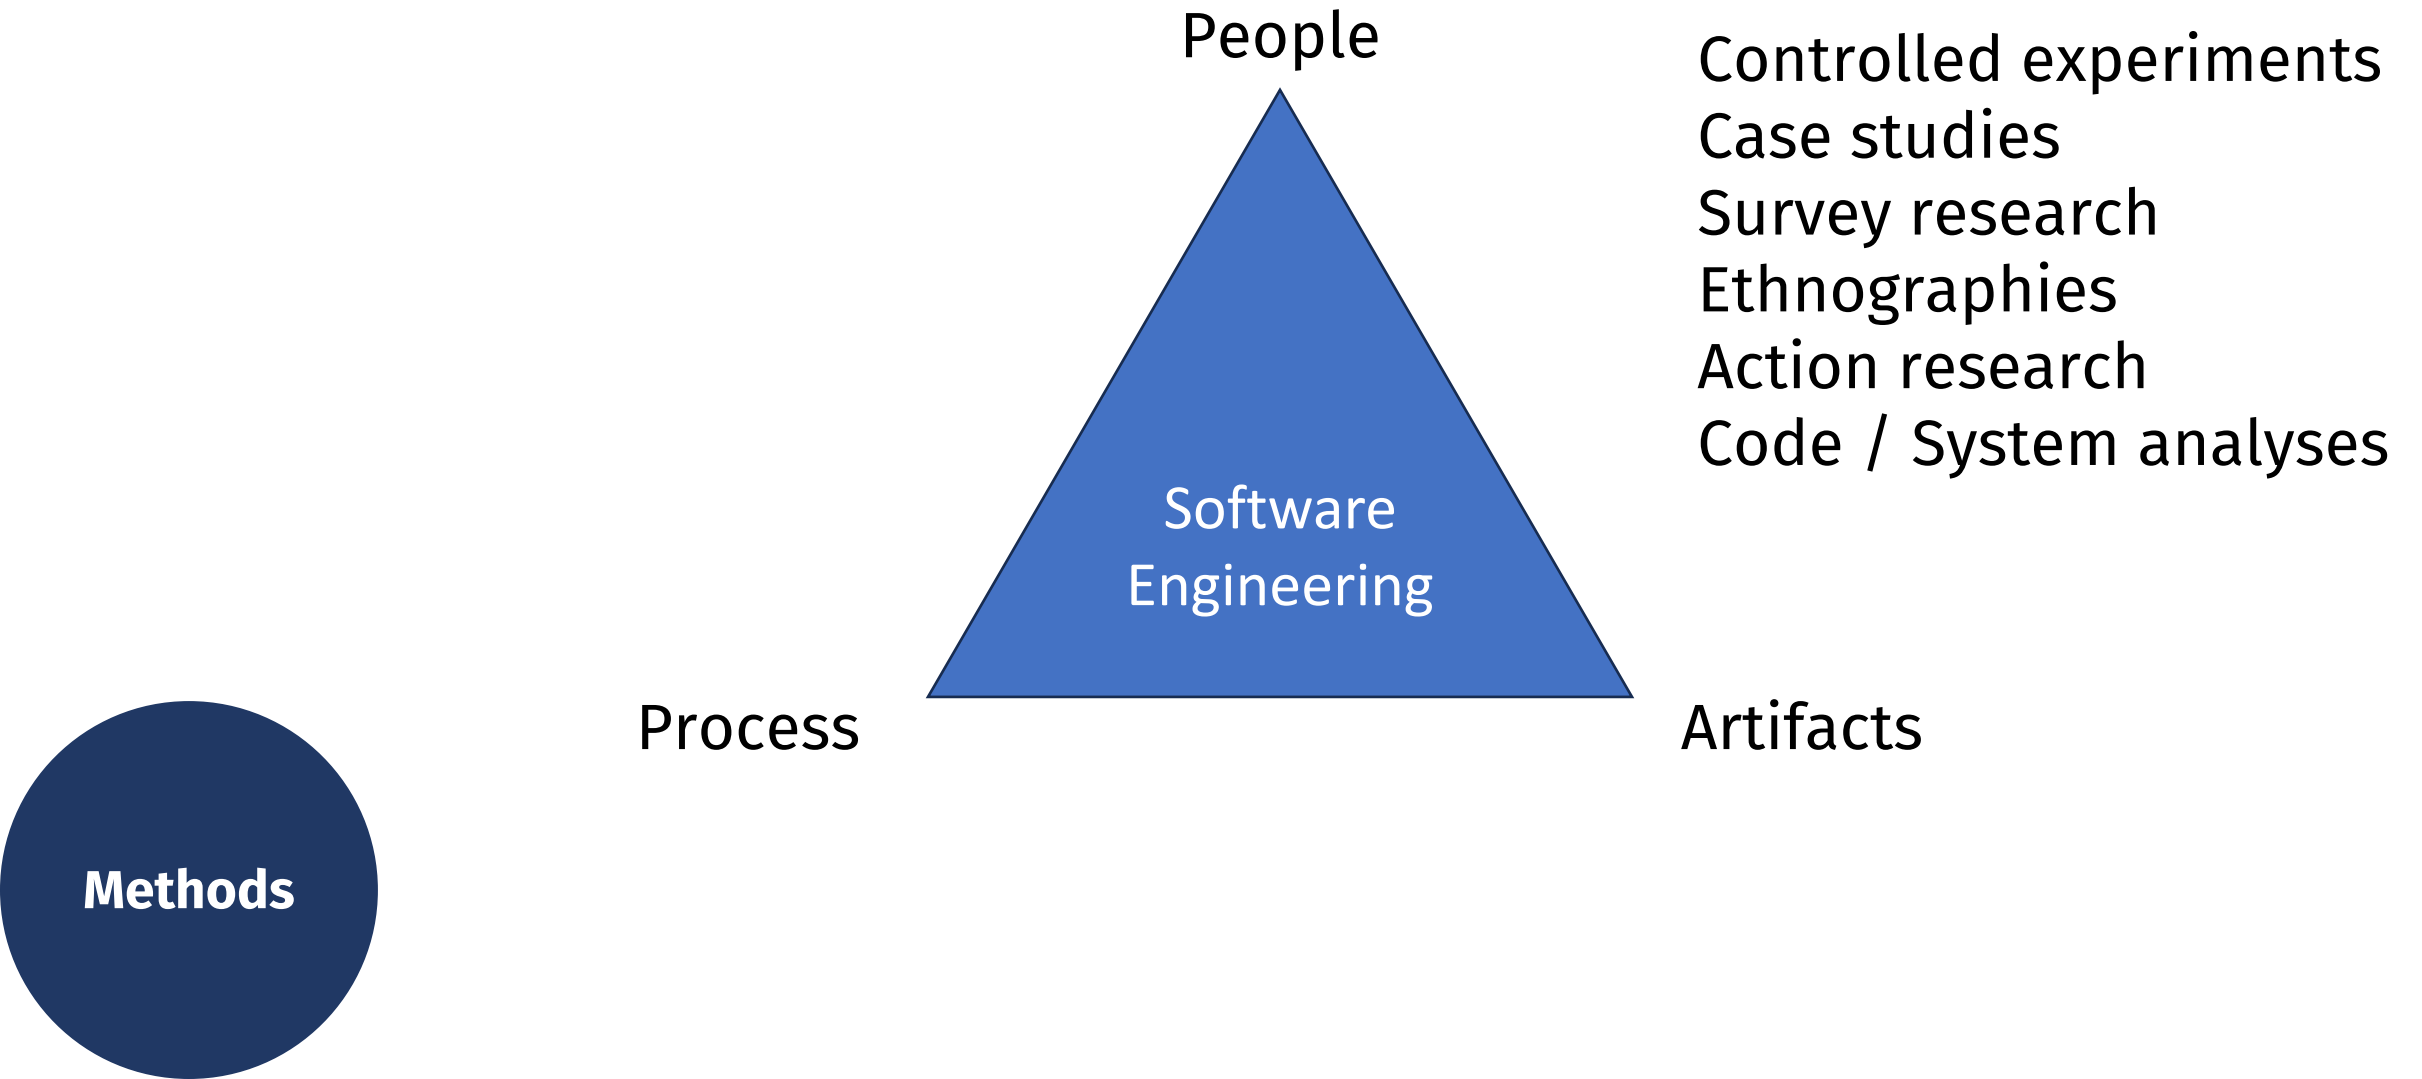 People
Controlled experiments
Case studies
Survey research
Ethnographies
Action research
Code / System analyses
Software
Engineering
Process
Artifacts
Methods